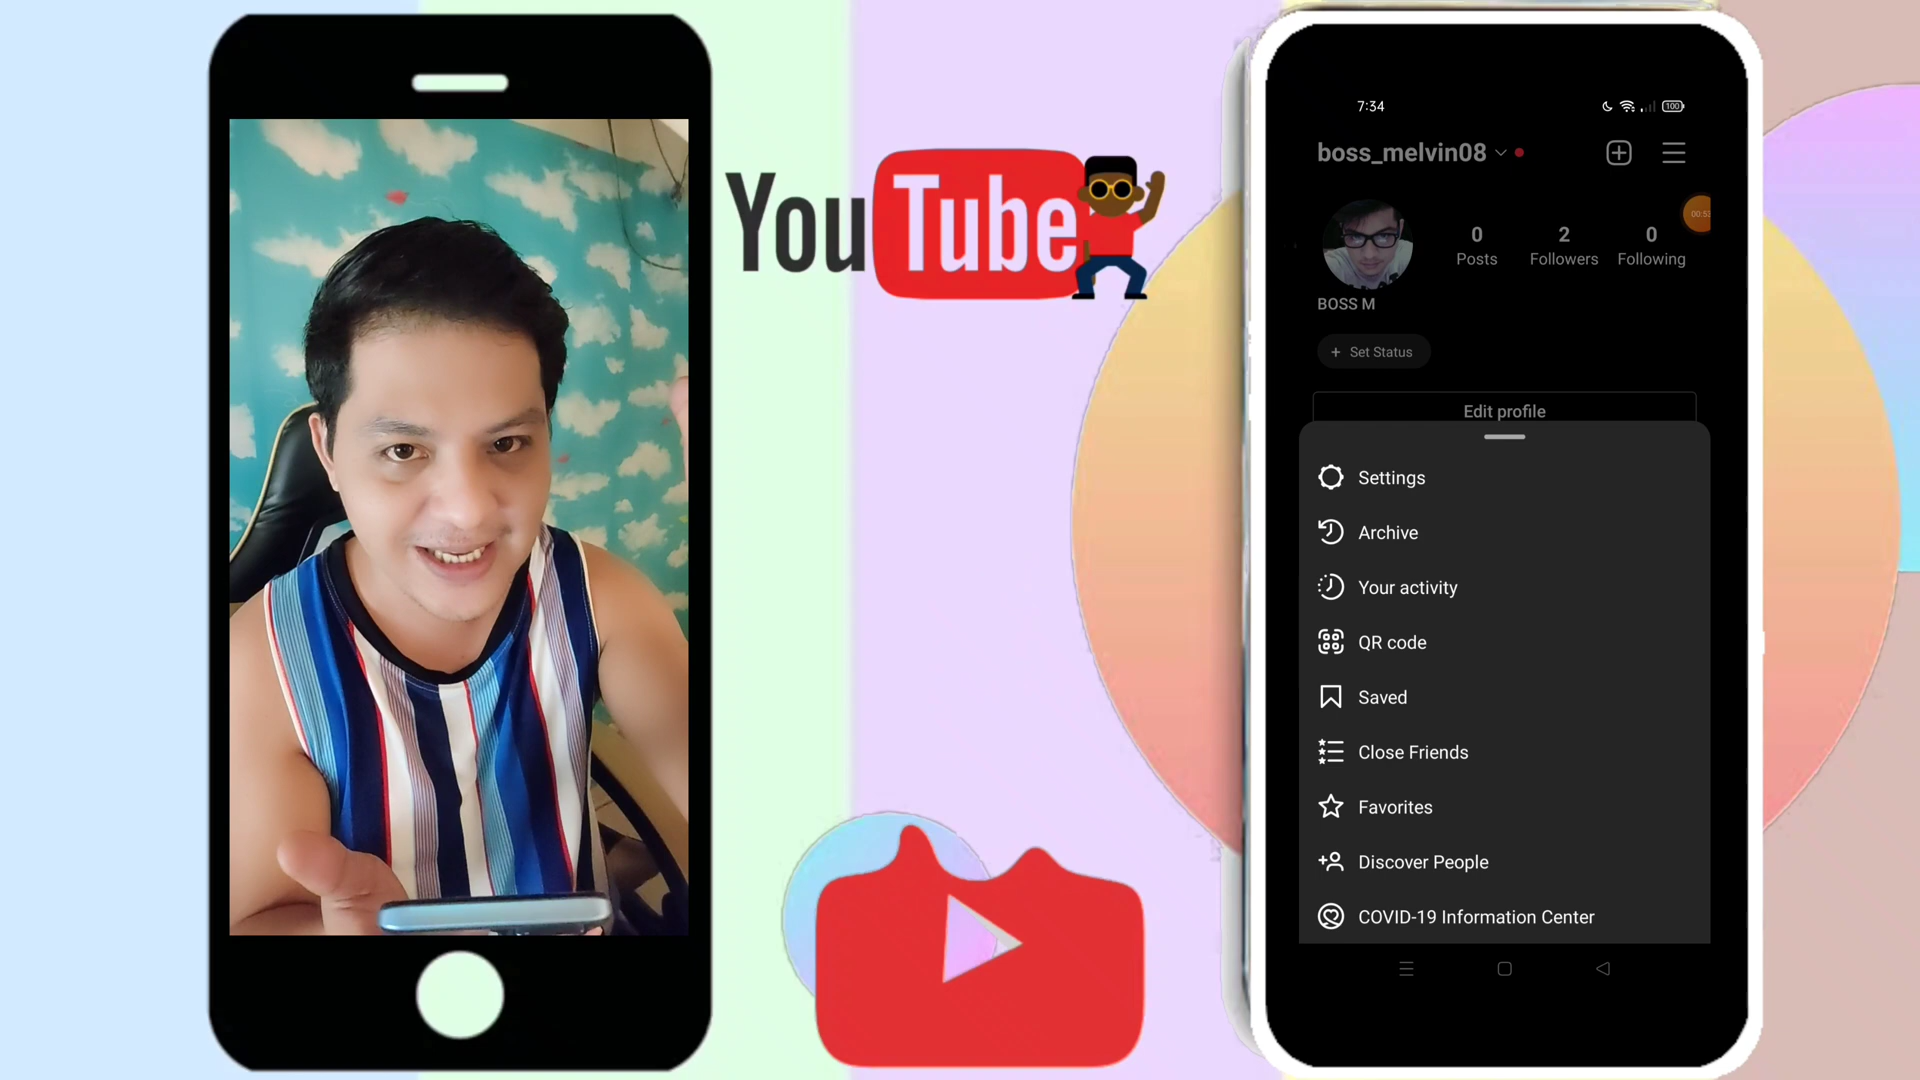 YouTube
7:34
100
boss_melvin08
0
2
0
Posts
Followers
Following
BOSS M
+ Set Status
Edit profile
Settings
Archive
Your activity
QR code
Saved
Close Friends
Favorites
Discover People
COVID-19 Information Center